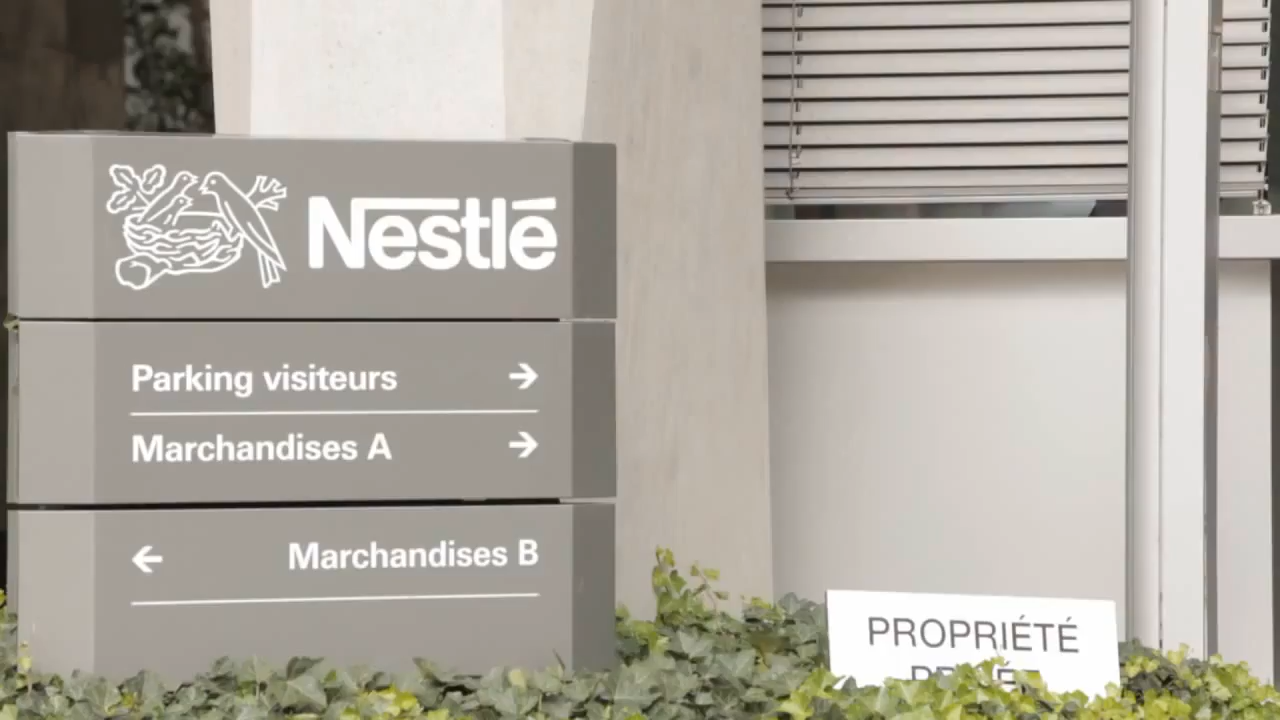 Nestlé
Parking visiteurs →
Marchandises A →
← Marchandises B
PROPRIÉTÉ